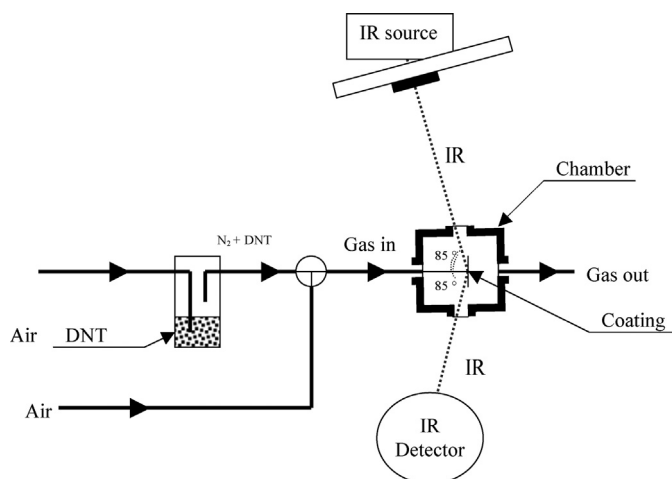 IR source
IR
Chamber
N₂ + DNT
Gas in
85°
85°
Gas out
Air
DNT
Coating
IR
Air
IR
Detector